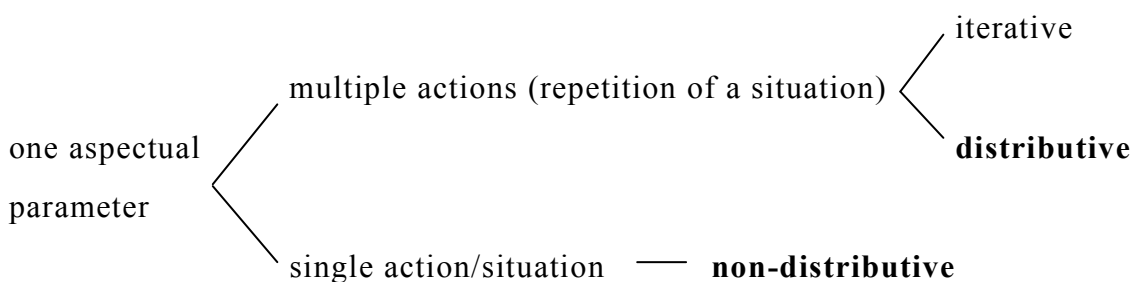 iterative
multiple actions (repetition of a situation)
one aspectual
distributive
parameter
single action/situation
non-distributive